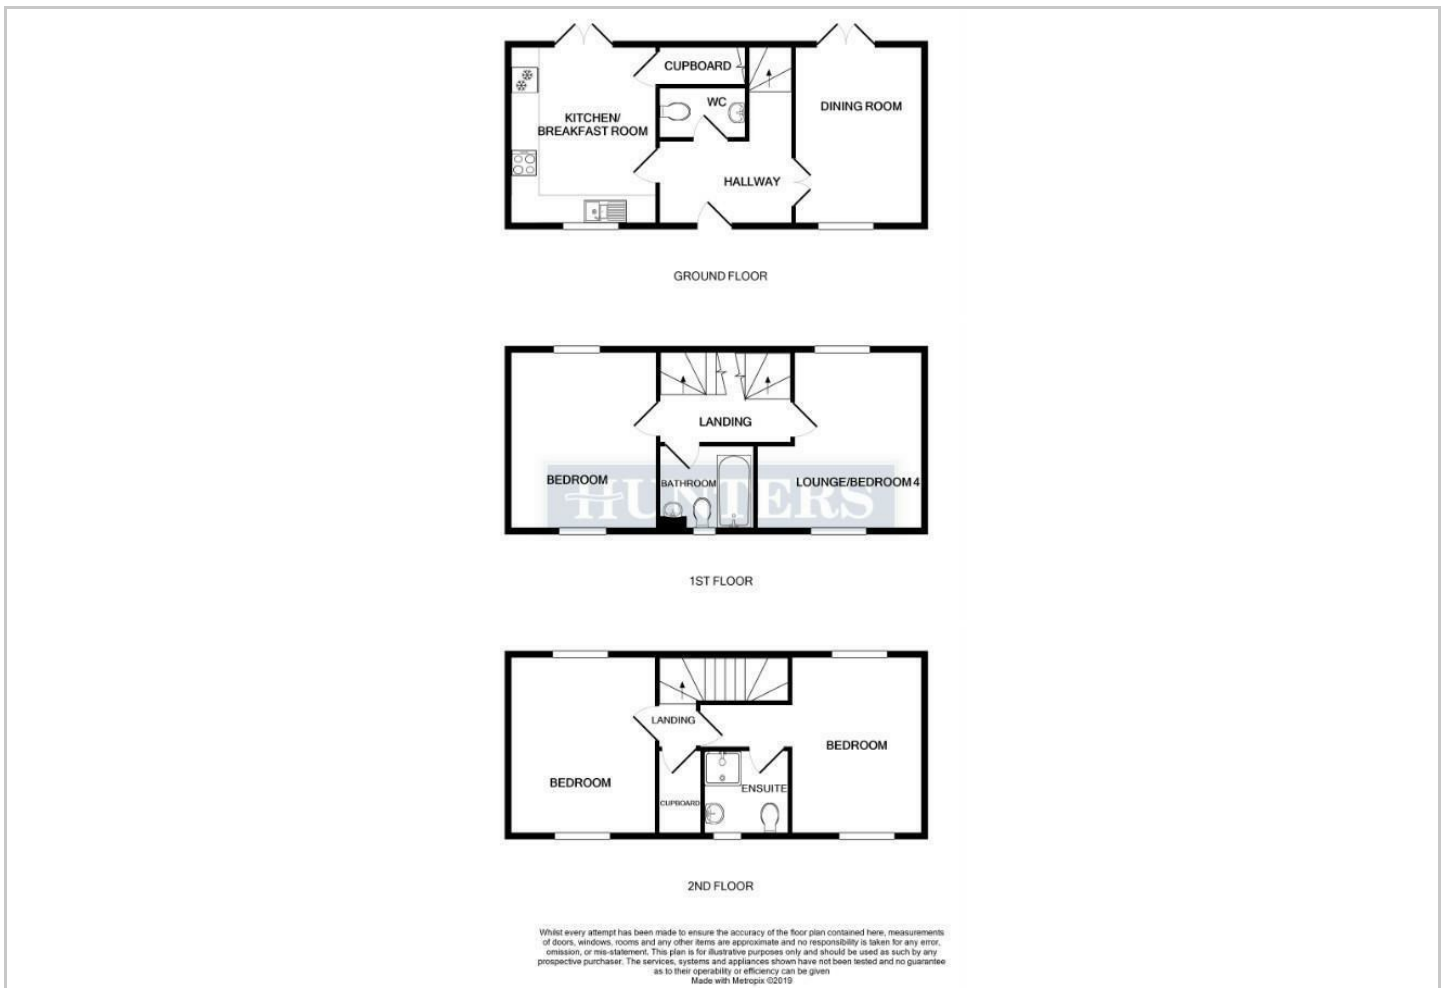 CUPBOARD
WC
KITCHEN/
BREAKFAST ROOM
DINING ROOM
HALLWAY
GROUND FLOOR
LANDING
BEDROOM
BATHROOM
LOUNGE/BEDROOM 4
HUNTERS
1ST FLOOR
LANDING
BEDROOM
BEDROOM
ENSUITE
CUPBOARD
2ND FLOOR
Whilst every attempt has been made to ensure the accuracy of the floor plan contained here, measurements
of doors, windows, rooms and any other items are approximate and no responsibility is taken for any error,
omission, or mis-statement. This plan is for illustrative purposes only and should be used as such by any
prospective purchaser. The services, systems and appliances shown have not been tested and no guarantee
as to their operability or efficiency can be given
Made with Metropix ©2019